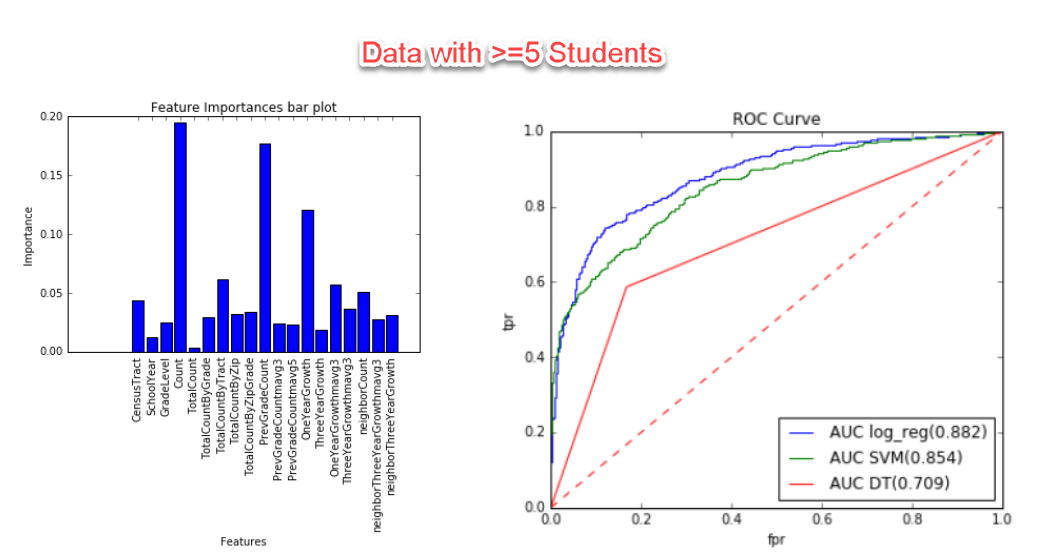 Data with >=5 Students
Feature Importances bar plot
0.20
0.15
0.10
0.05
0.00
Importance
CensusTract
SchoolYear
GradeLevel
Count
TotalCount
TotalCountByGrade
TotalCountByTract
TotalCountByZip
TotalCountByZipGrade
PrevGradeCount
PrevGradeCountmavg3
PrevGradeCountmavg5
OneYearGrowth
ThreeYearGrowth
OneYearGrowthmavg3
ThreeYearGrowthmavg3
neighborCount
neighborThreeYearGrowthmavg3
neighborThreeYearGrowth
Features
ROC Curve
1.0
0.8
0.6
0.4
0.2
0.0
tpr
0.0 0.2 0.4 0.6 0.8 1.0
fpr
AUC log_reg(0.882)
AUC SVM(0.854)
AUC DT(0.709)